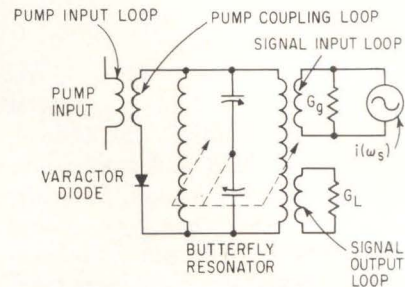 PUMP INPUT LOOP
PUMP COUPLING LOOP
SIGNAL INPUT LOOP
PUMP
INPUT
Gg
i(ωs)
VARACTOR
DIODE
GL
BUTTERFLY
RESONATOR
SIGNAL
OUTPUT
LOOP